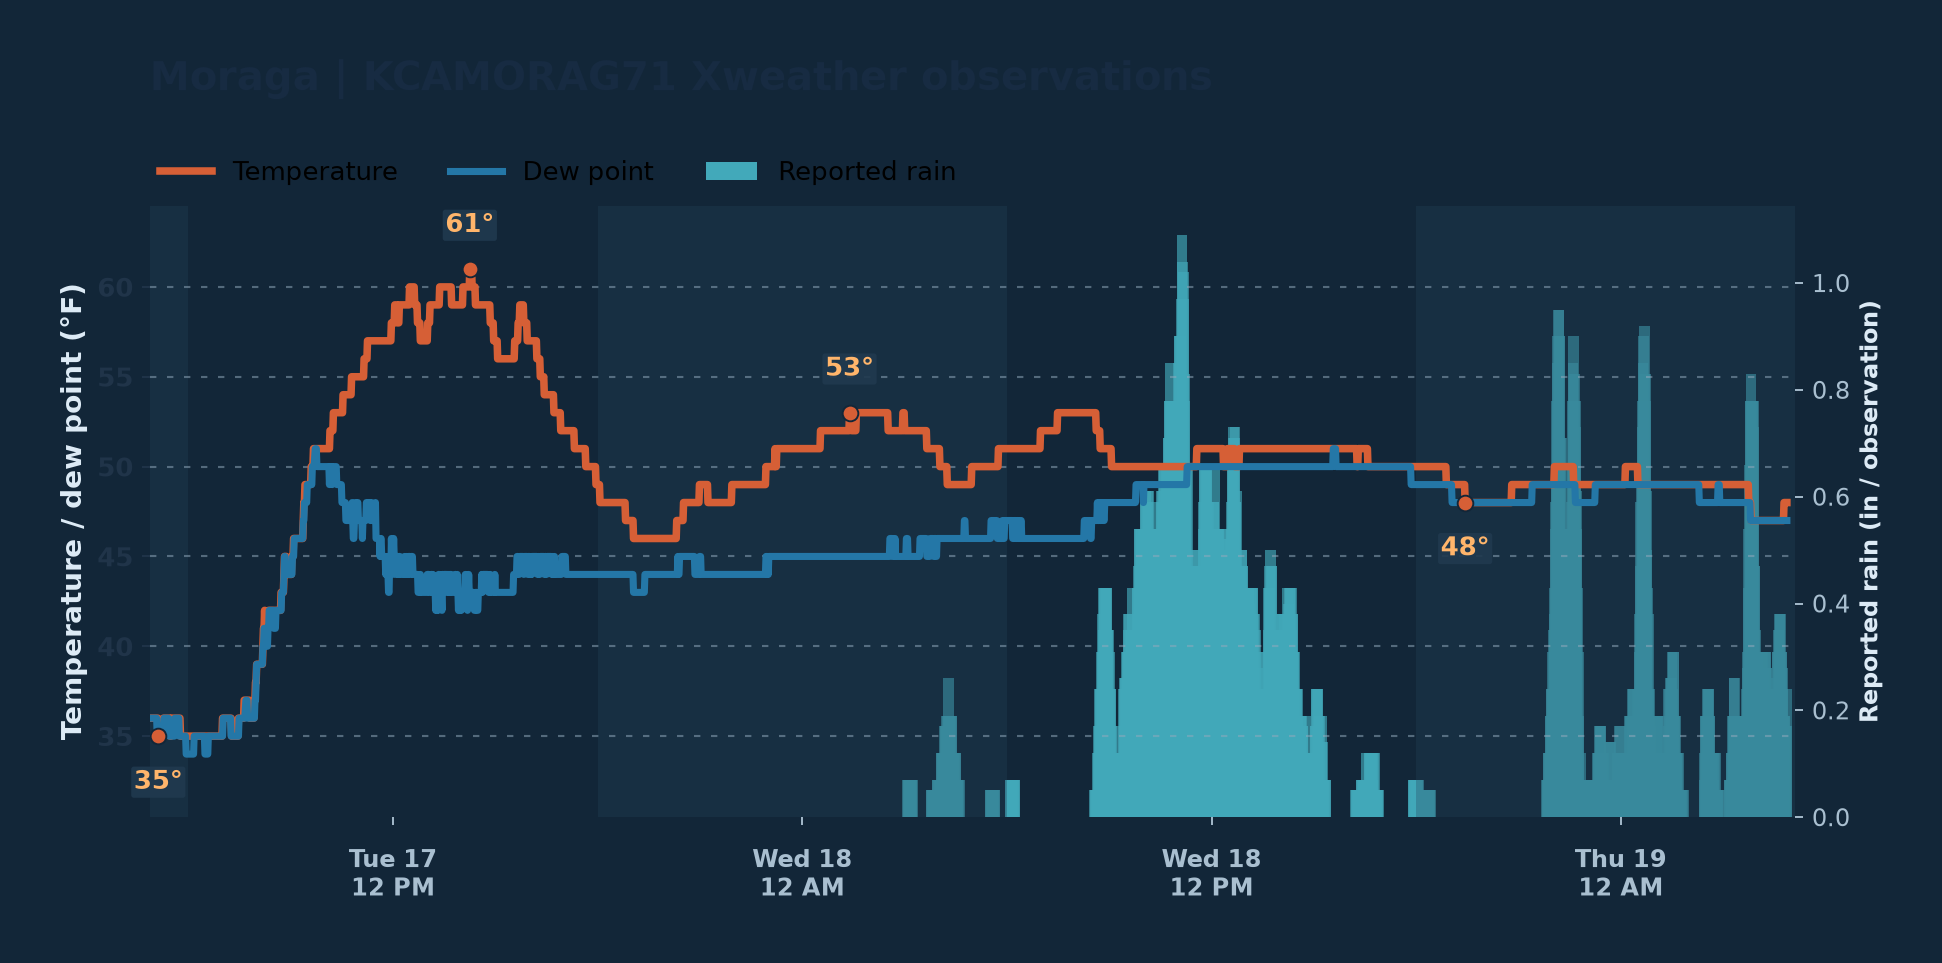 Moraga | KCAMORAG71 Xweather observations
Temperature
Dew point
Reported rain
61°
53°
48°
35°
Temperature / dew point (°F)
60
55
50
45
40
35
1.0
0.8
0.6
0.4
0.2
0.0
Reported rain (in / observation)
Tue 17
12 PM
Wed 18
12 AM
Wed 18
12 PM
Thu 19
12 AM